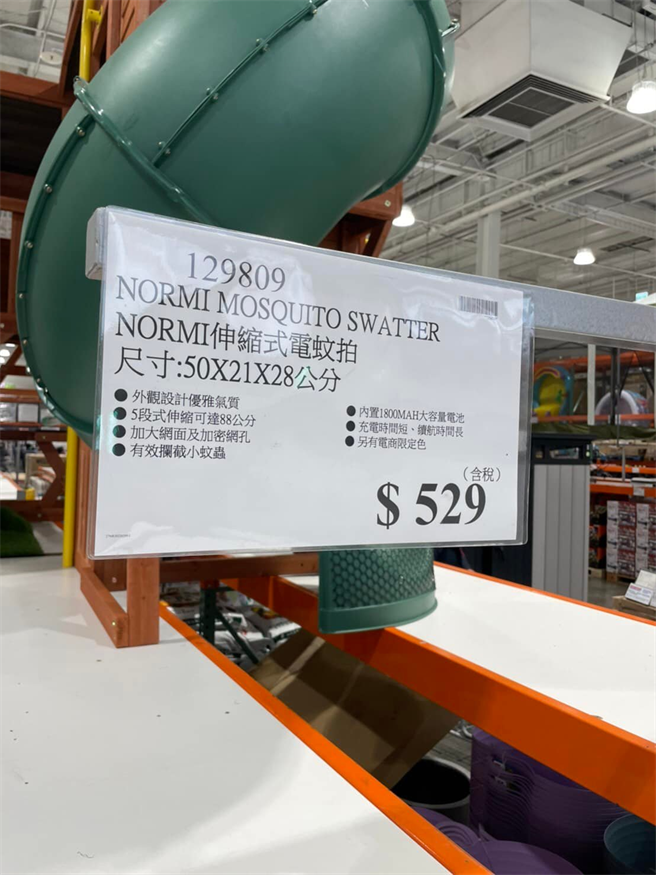 129809
NORMI MOSQUITO SWATTER
NORMI伸縮式電蚊拍
尺寸:50X21X28公分
● 外觀設計優雅氣質
● 5段式伸縮可達88公分
● 加大網面及加密網孔
● 有效攔截小蚊蟲
● 內置1800MAH大容量電池
● 充電時間短、續航時間長
● 另有電商限定色
(含稅)
$ 529